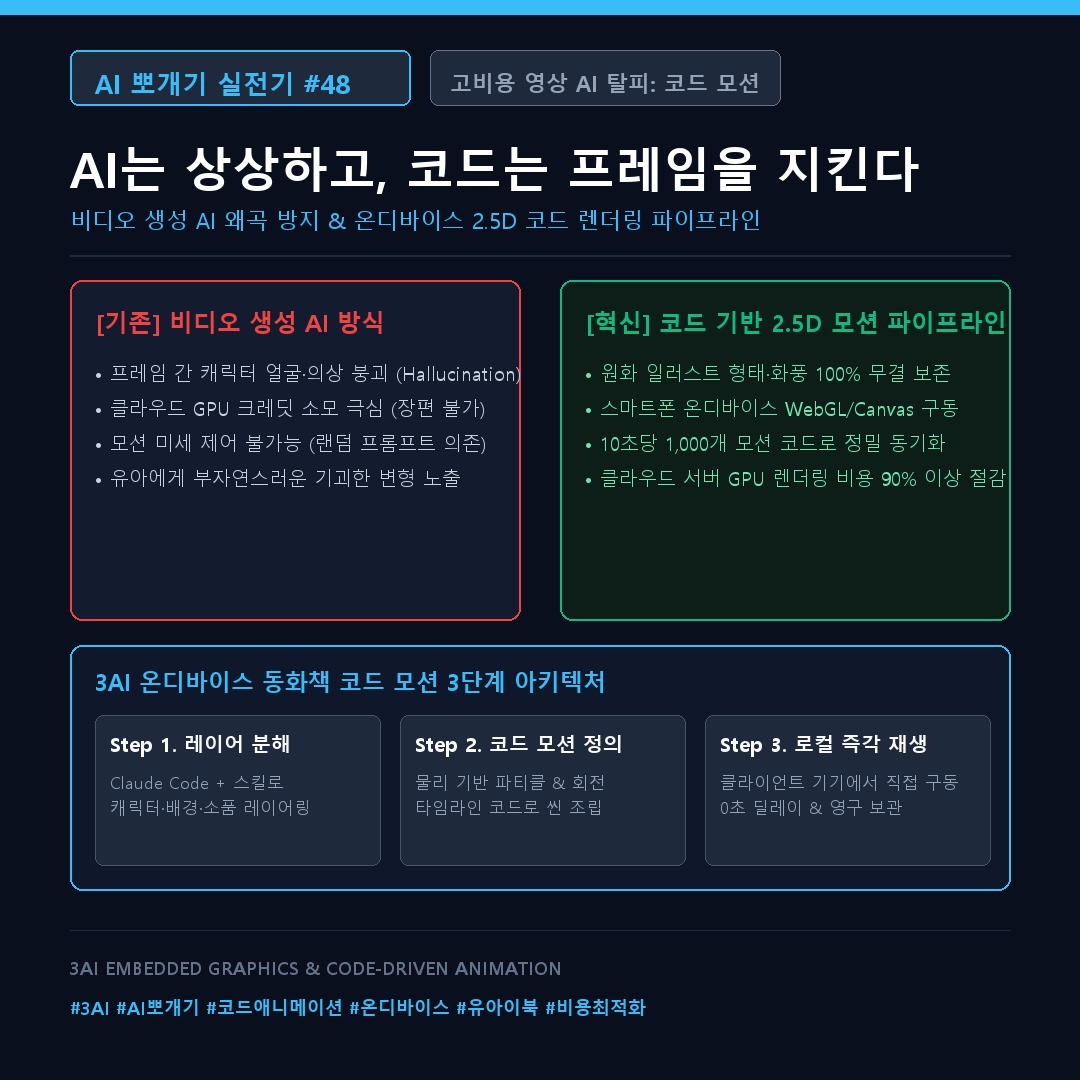 AI 뽀개기 실전기 #48
고비용 영상 AI 탈피: 코드 모션
AI는 상상하고, 코드는 프레임을 지킨다
비디오 생성 AI 왜곡 방지 & 온디바이스 2.5D 코드 렌더링 파이프라인
[기존] 비디오 생성 AI 방식
• 프레임 간 캐릭터 얼굴·의상 붕괴 (Hallucination)
• 클라우드 GPU 크레딧 소모 극심 (장편 불가)
• 모션 미세 제어 불가능 (랜덤 프롬프트 의존)
• 유아에게 부자연스러운 기괴한 변형 노출
[혁신] 코드 기반 2.5D 모션 파이프라인
• 원화 일러스트 형태·화풍 100% 무결 보존
• 스마트폰 온디바이스 WebGL/Canvas 구동
• 10초당 1,000개 모션 코드로 정밀 동기화
• 클라우드 서버 GPU 렌더링 비용 90% 이상 절감
3AI 온디바이스 동화책 코드 모션 3단계 아키텍처
Step 1. 레이어 분해
Claude Code + 스킬로
캐릭터·배경·소품 레이어링
Step 2. 코드 모션 정의
물리 기반 파티클 & 회전
타임라인 코드로 씬 조립
Step 3. 로컬 즉각 재생
클라이언트 기기에서 직접 구동
0초 딜레이 & 영구 보관
3AI EMBEDDED GRAPHICS & CODE-DRIVEN ANIMATION
#3AI #AI뽀개기 #코드애니메이션 #온디바이스 #유아이북 #비용최적화